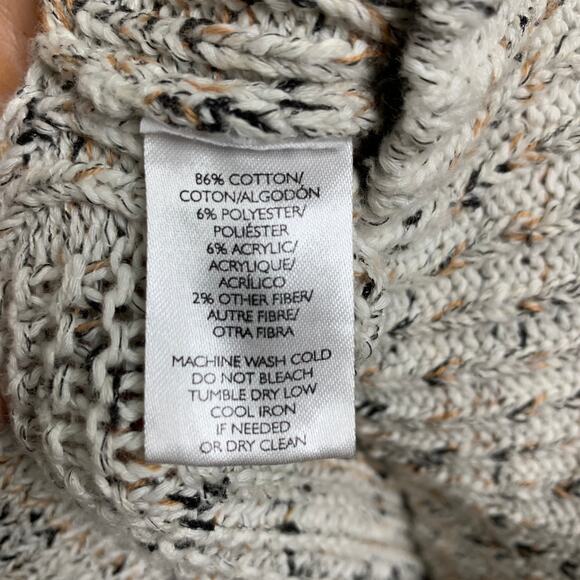 86% COTTON/
COTON/ALGODÓN
6% POLYESTER/
POLIÉSTER
6% ACRYLIC/
ACRYLIQUE/
ACRÍLICO
2% OTHER FIBER/
AUTRE FIBRE/
OTRA FIBRA
MACHINE WASH COLD
DO NOT BLEACH
TUMBLE DRY LOW
COOL IRON
IF NEEDED
OR DRY CLEAN